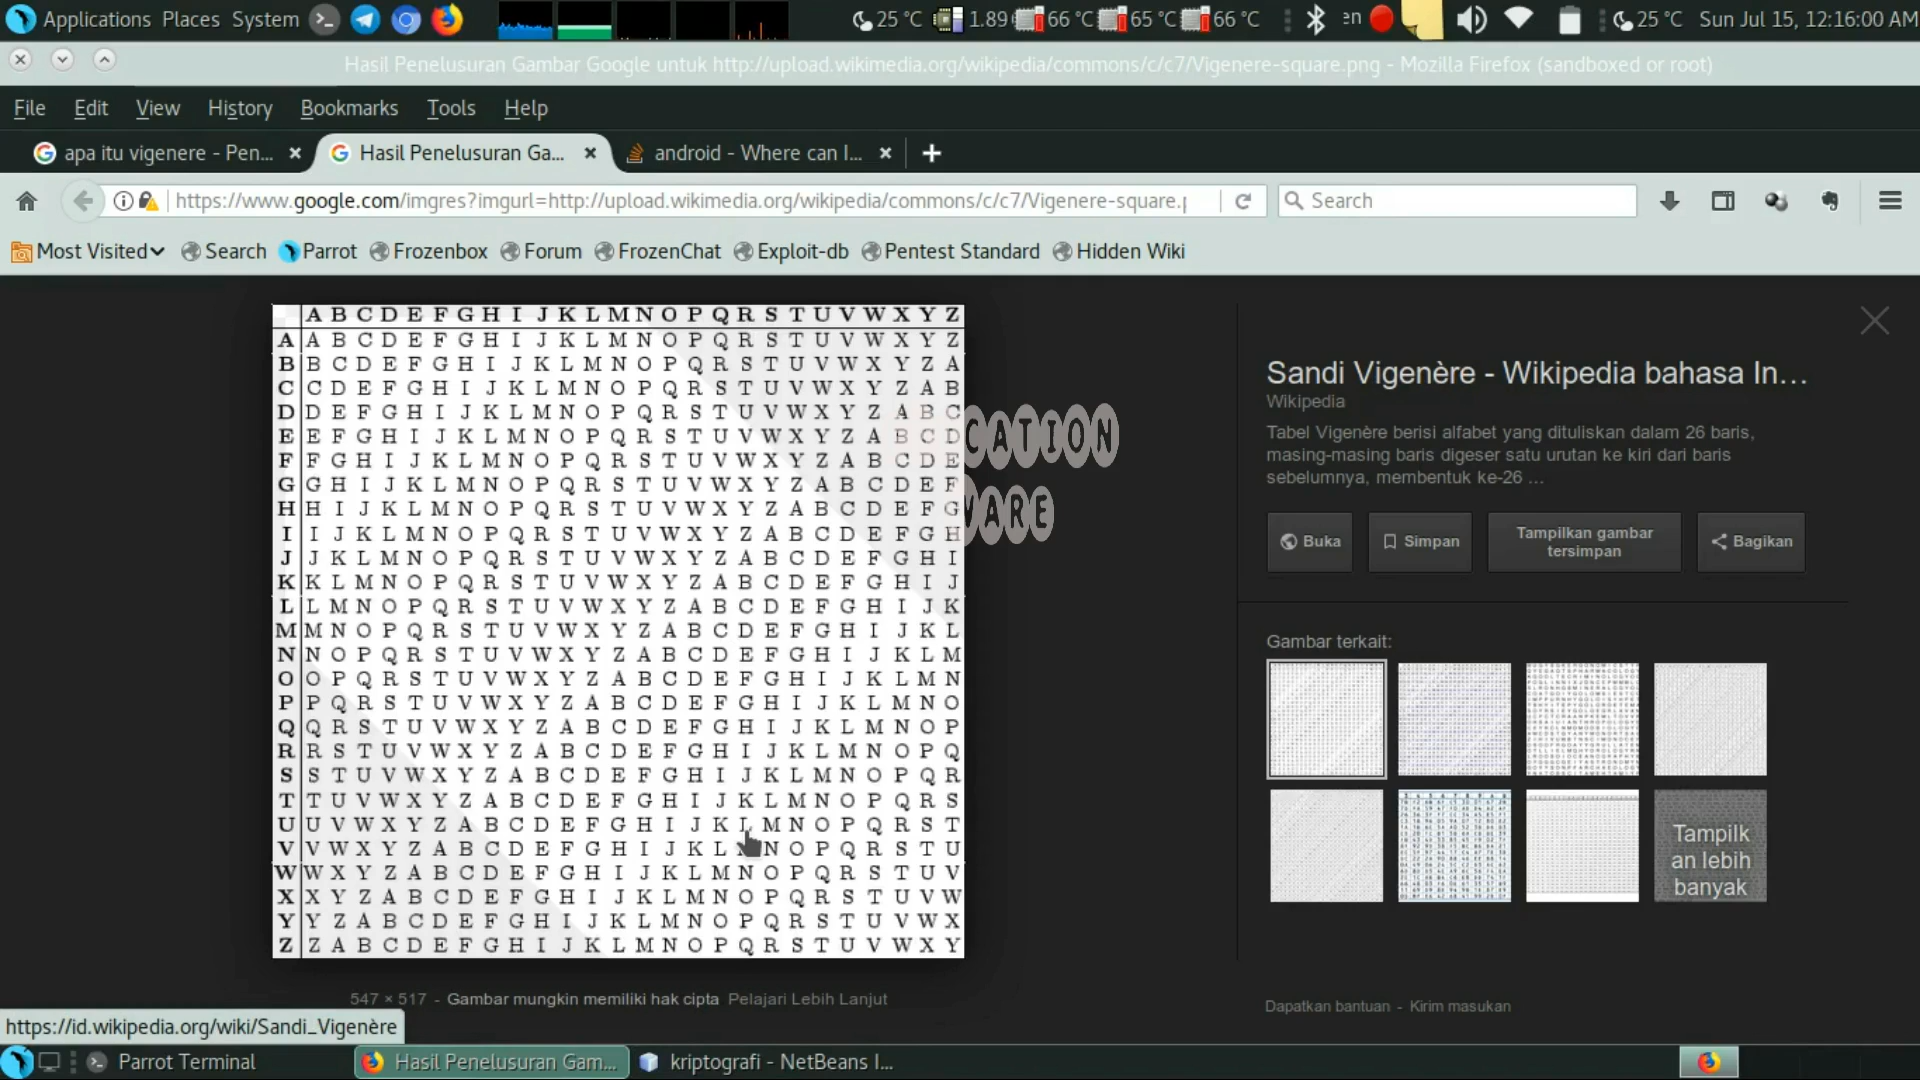 Applications Places System
25 °C 1.89 66 °C 65 °C 66 °C en 25 °C Sun Jul 15, 12:16:00 AM
Hasil Penelusuran Gambar Google untuk http://upload.wikimedia.org/wikipedia/commons/c/c7/Vigenere-square.png - Mozilla Firefox (sandboxed or root)
File Edit View History Bookmarks Tools Help
apa itu vigenere - Pen... Hasil Penelusuran Ga... android - Where can I...
https://www.google.com/imgres?imgurl=http://upload.wikimedia.org/wikipedia/commons/c/c7/Vigenere-square.p Search
Most Visited Search Parrot Frozenbox Forum FrozenChat Exploit-db Pentest Standard Hidden Wiki
A B C D E F G H I J K L M N O P Q R S T U V W X Y Z
A A B C D E F G H I J K L M N O P Q R S T U V W X Y Z
B B C D E F G H I J K L M N O P Q R S T U V W X Y Z A
C C D E F G H I J K L M N O P Q R S T U V W X Y Z A B
D D E F G H I J K L M N O P Q R S T U V W X Y Z A B C
E E F G H I J K L M N O P Q R S T U V W X Y Z A B C D
F F G H I J K L M N O P Q R S T U V W X Y Z A B C D E
G G H I J K L M N O P Q R S T U V W X Y Z A B C D E F
H H I J K L M N O P Q R S T U V W X Y Z A B C D E F G
I I J K L M N O P Q R S T U V W X Y Z A B C D E F G H
J J K L M N O P Q R S T U V W X Y Z A B C D E F G H I
K K L M N O P Q R S T U V W X Y Z A B C D E F G H I J
L L M N O P Q R S T U V W X Y Z A B C D E F G H I J K
M M N O P Q R S T U V W X Y Z A B C D E F G H I J K L
N N O P Q R S T U V W X Y Z A B C D E F G H I J K L M
O O P Q R S T U V W X Y Z A B C D E F G H I J K L M N
P P Q R S T U V W X Y Z A B C D E F G H I J K L M N O
Q Q R S T U V W X Y Z A B C D E F G H I J K L M N O P
R R S T U V W X Y Z A B C D E F G H I J K L M N O P Q
S S T U V W X Y Z A B C D E F G H I J K L M N O P Q R
T T U V W X Y Z A B C D E F G H I J K L M N O P Q R S
U U V W X Y Z A B C D E F G H I J K L M N O P Q R S T
V V W X Y Z A B C D E F G H I J K L N O P Q R S T U
W W X Y Z A B C D E F G H I J K L M N O P Q R S T U V
X X Y Z A B C D E F G H I J K L M N O P Q R S T U V W
Y Y Z A B C D E F G H I J K L M N O P Q R S T U V W X
Z Z A B C D E F G H I J K L M N O P Q R S T U V W X Y
CATION
WARE
547 × 517 - Gambar mungkin memiliki hak cipta Pelajari Lebih Lanjut
Sandi Vigenère - Wikipedia bahasa In...
Wikipedia
Tabel Vigenère berisi alfabet yang dituliskan dalam 26 baris,
masing-masing baris digeser satu urutan ke kiri dari baris
sebelumnya, membentuk ke-26 ...
Buka Simpan Tampilkan gambar tersimpan Bagikan
Gambar terkait:
Tampilk
an lebih
banyak
Dapatkan bantuan - Kirim masukan
https://id.wikipedia.org/wiki/Sandi_Vigenère
Parrot Terminal Hasil Penelusuran Gam... kriptografi - NetBeans I...